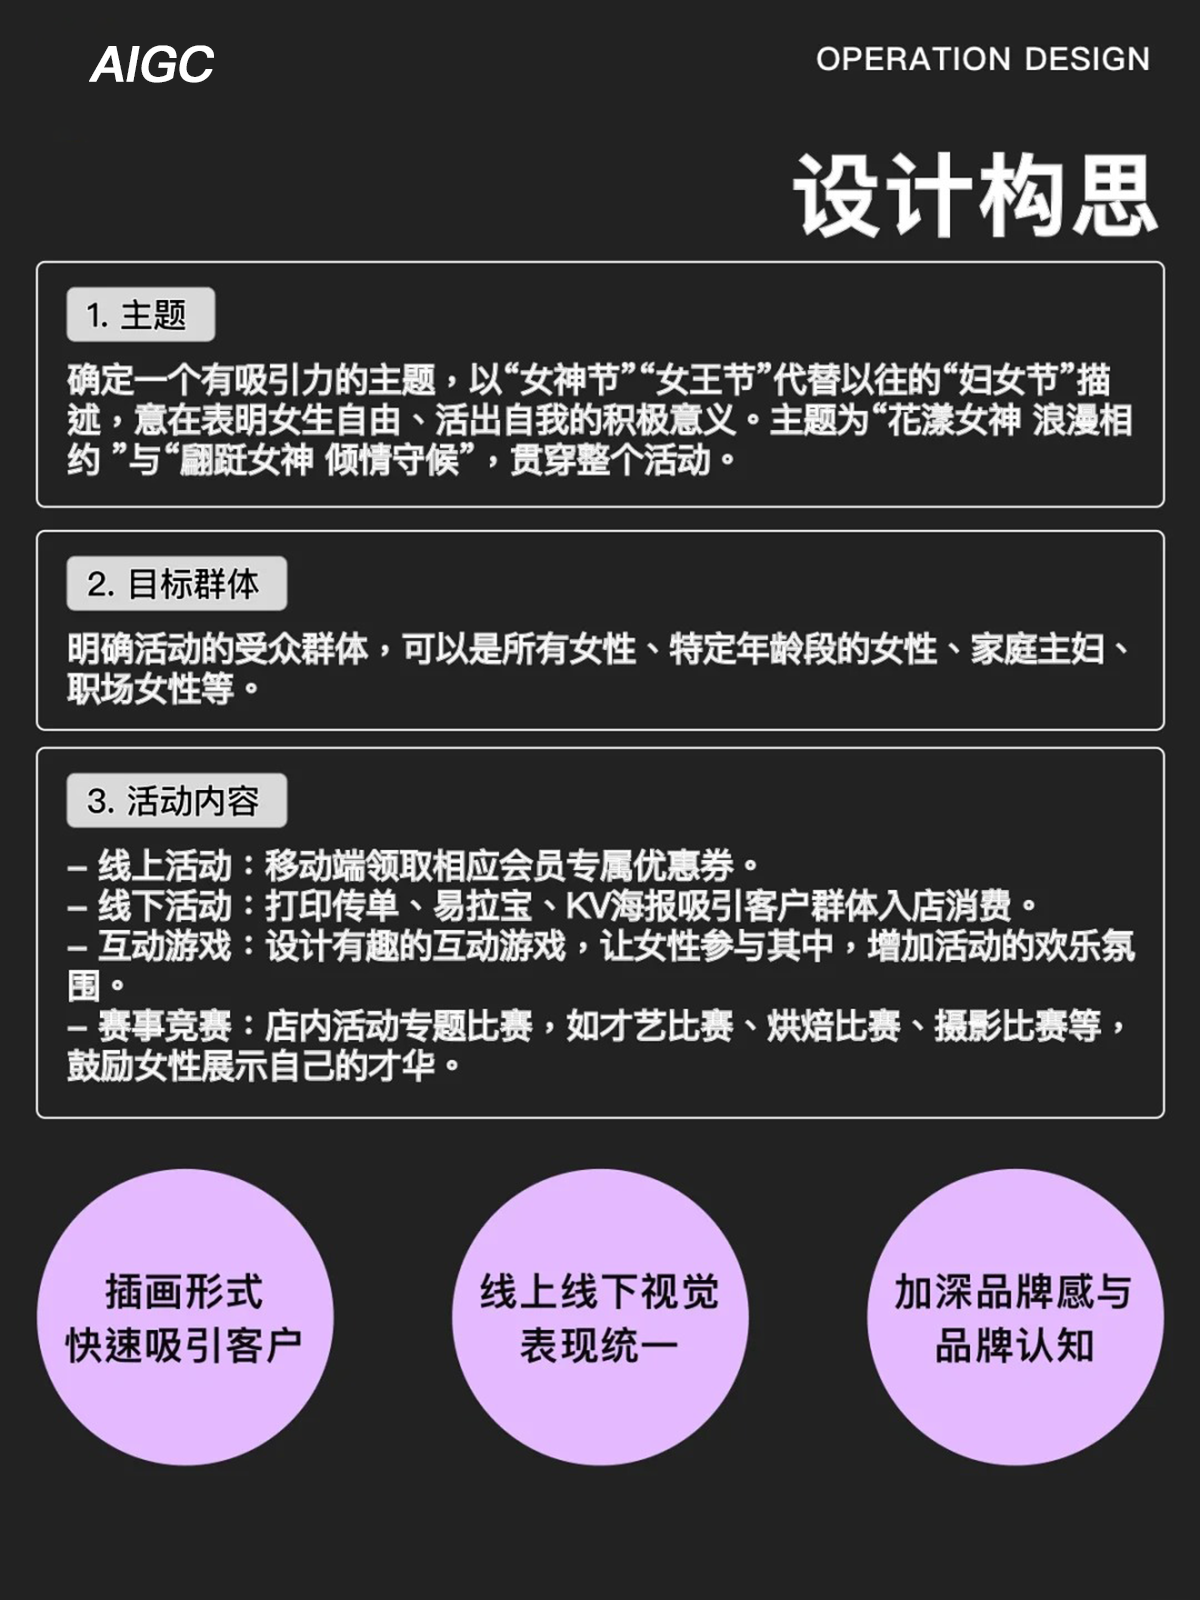 AIGC
OPERATION DESIGN
设计构思
1. 主题
确定一个有吸引力的主题，以“女神节”“女王节”代替以往的“妇女节”描
述，意在表明女生自由、活出自我的积极意义。主题为“花漾女神 浪漫相
约 ”与“翩跹女神 倾情守候”，贯穿整个活动。
2. 目标群体
明确活动的受众群体，可以是所有女性、特定年龄段的女性、家庭主妇、
职场女性等。
3. 活动内容
– 线上活动：移动端领取相应会员专属优惠券。
– 线下活动：打印传单、易拉宝、KV海报吸引客户群体入店消费。
– 互动游戏：设计有趣的互动游戏，让女性参与其中，增加活动的欢乐氛
围。
– 赛事竞赛：店内活动专题比赛，如才艺比赛、烘焙比赛、摄影比赛等，
鼓励女性展示自己的才华。
插画形式
快速吸引客户
线上线下视觉
表现统一
加深品牌感与
品牌认知